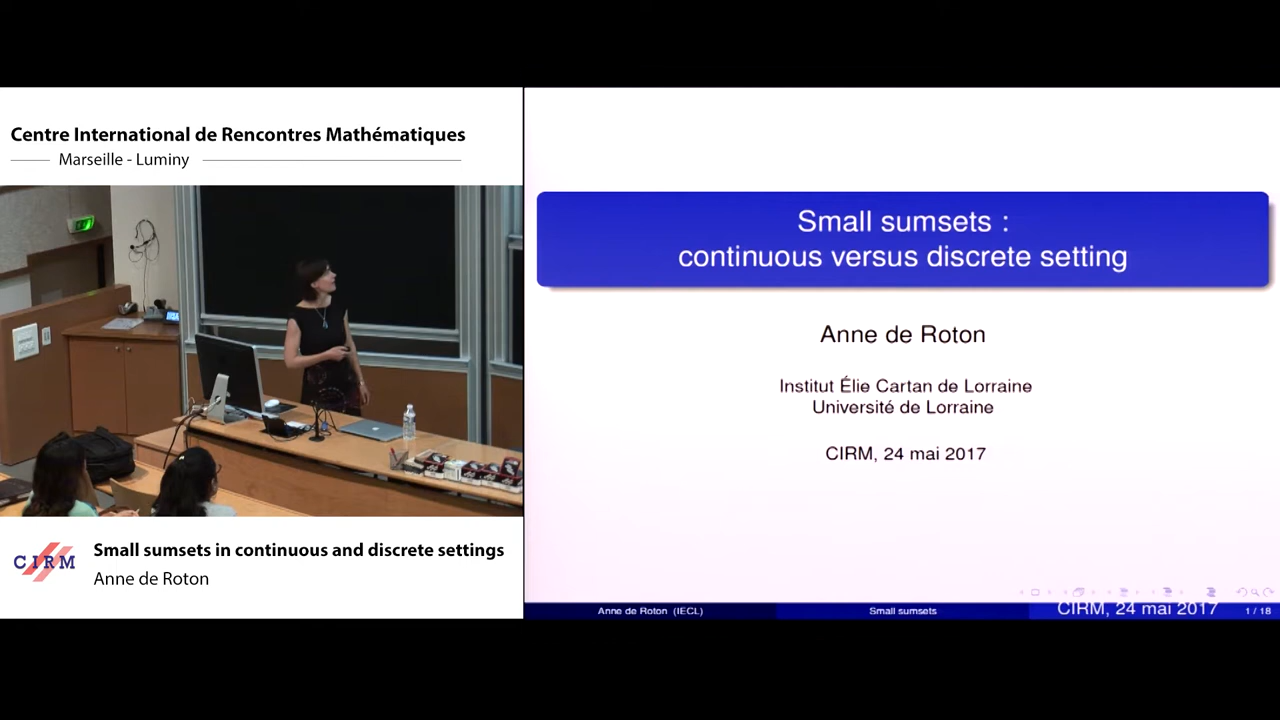 Centre International de Rencontres Mathématiques
Marseille - Luminy
CIRM
Small sumsets in continuous and discrete settings
Anne de Roton
Small sumsets :
continuous versus discrete setting
Anne de Roton
Institut Élie Cartan de Lorraine
Université de Lorraine
CIRM, 24 mai 2017
Anne de Roton (IECL)
Small sumsets
CIRM, 24 mai 2017
1 / 18